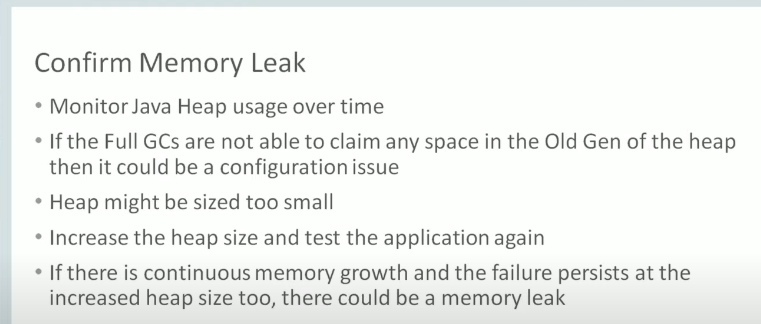 Confirm Memory Leak
• Monitor Java Heap usage over time
• If the Full GCs are not able to claim any space in the Old Gen of the heap
then it could be a configuration issue
• Heap might be sized too small
• Increase the heap size and test the application again
• If there is continuous memory growth and the failure persists at the
increased heap size too, there could be a memory leak